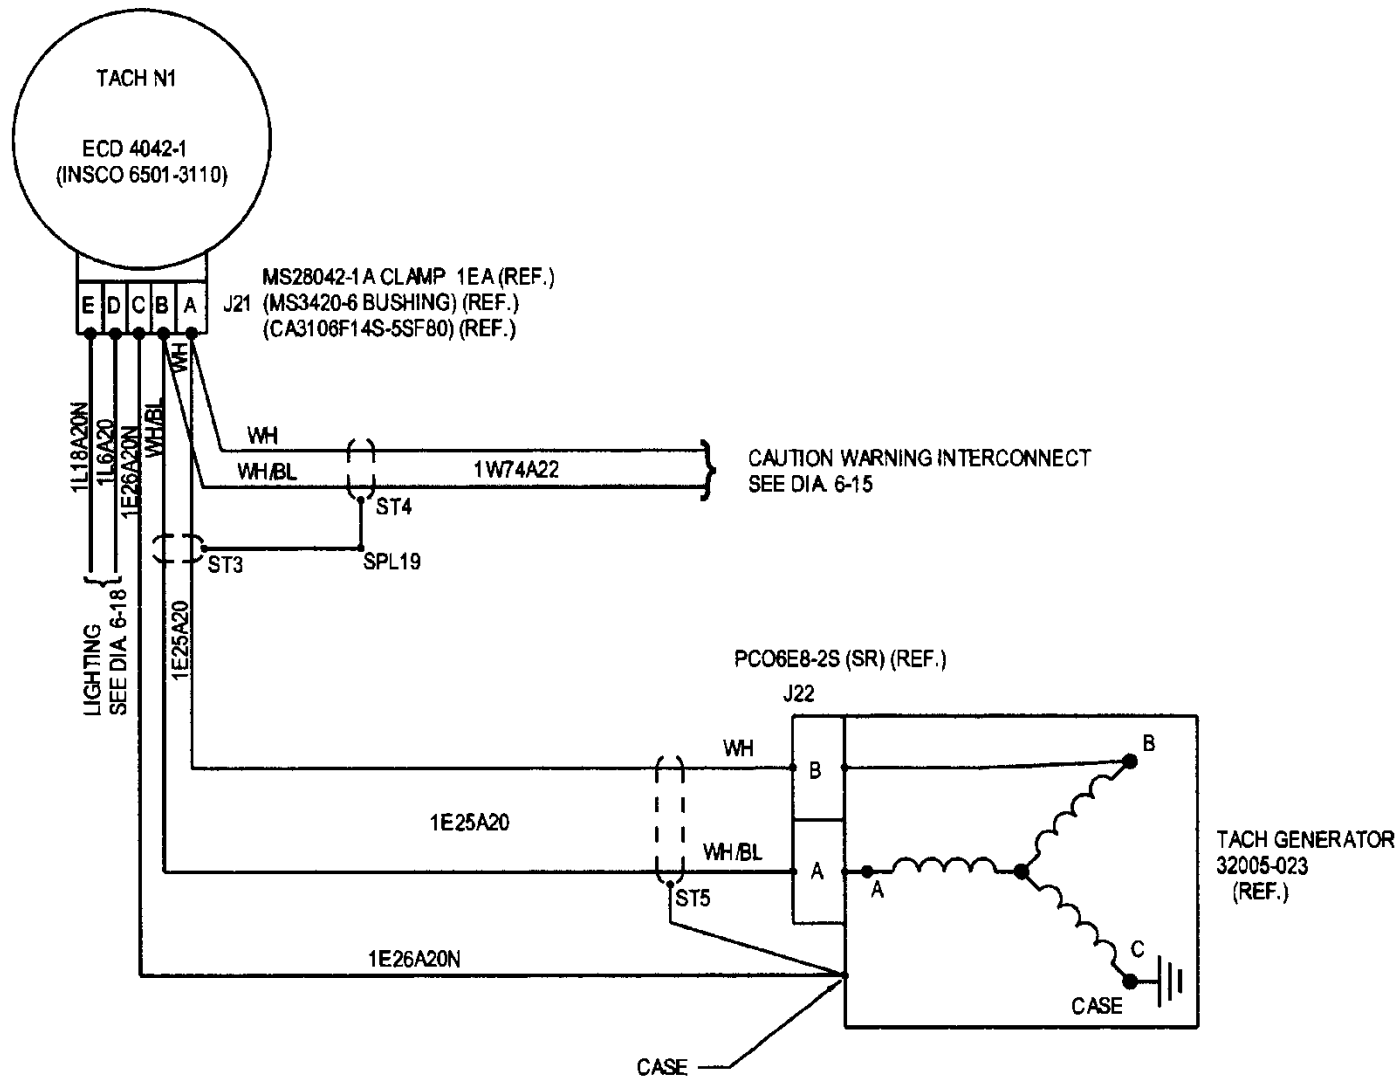 TACH N1
ECD 4042-1
(INSCO 6501-3110)
E D C B A
J21
MS28042-1A CLAMP 1EA (REF.)
(MS3420-6 BUSHING) (REF.)
(CA3106F14S-5SF80) (REF.)
WH
1L18A20N
1L6A20
1E26A20N
WH/BL
WH
WH/BL
1W74A22
CAUTION WARNING INTERCONNECT
SEE DIA. 6-15
ST4
ST3
SPL19
LIGHTING
SEE DIA. 6-18
1E25A20
PCO6E8-2S (SR) (REF.)
J22
WH
B
B
1E25A20
WH/BL
A
A
ST5
TACH GENERATOR
32005-023
(REF.)
1E26A20N
C
CASE
CASE